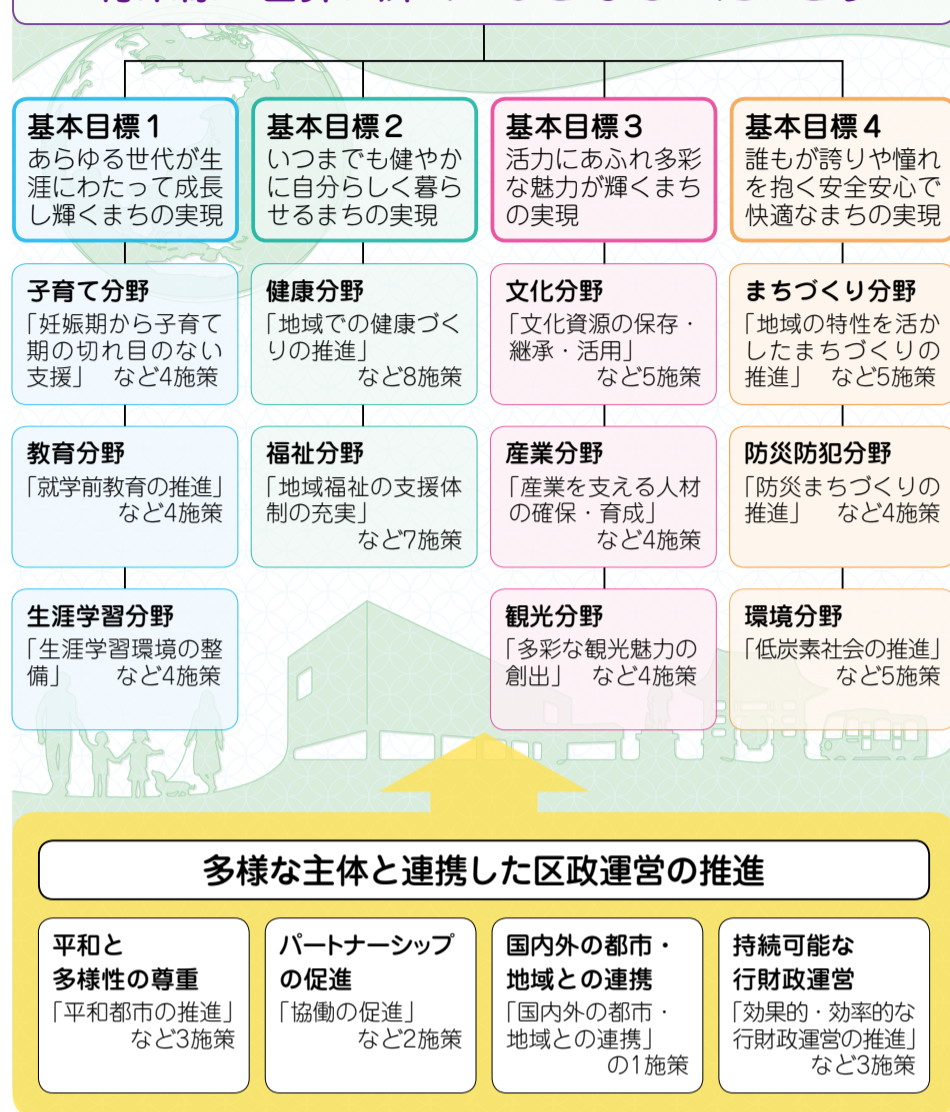 基本目標1
あらゆる世代が生
涯にわたって成長
し輝くまちの実現
基本目標2
いつまでも健やか
に自分らしく暮ら
せるまちの実現
基本目標3
活力にあふれ多彩
な魅力が輝くまち
の実現
基本目標4
誰もが誇りや憧れ
を抱く安全安心で
快適なまちの実現
子育て分野
「妊娠期から子育て
期の切れ目のない
支援」 など4施策
健康分野
「地域での健康づく
りの推進」
など8施策
文化分野
「文化資源の保存・
継承・活用」
など5施策
まちづくり分野
「地域の特性を活か
したまちづくりの
推進」 など5施策
教育分野
「就学前教育の推進」
など4施策
福祉分野
「地域福祉の支援体
制の充実」
など7施策
産業分野
「産業を支える人材
の確保・育成」
など4施策
防災防犯分野
「防災まちづくりの
推進」 など4施策
生涯学習分野
「生涯学習環境の整
備」 など4施策
観光分野
「多彩な観光魅力の
創出」 など4施策
環境分野
「低炭素社会の推進」
など5施策
多様な主体と連携した区政運営の推進
平和と
多様性の尊重
「平和都市の推進」
など3施策
パートナーシップ
の促進
「協働の促進」
など2施策
国内外の都市・
地域との連携
「国内外の都市・
地域との連携」
の1施策
持続可能な
行財政運営
「効果的・効率的な
行財政運営の推進」
など3施策